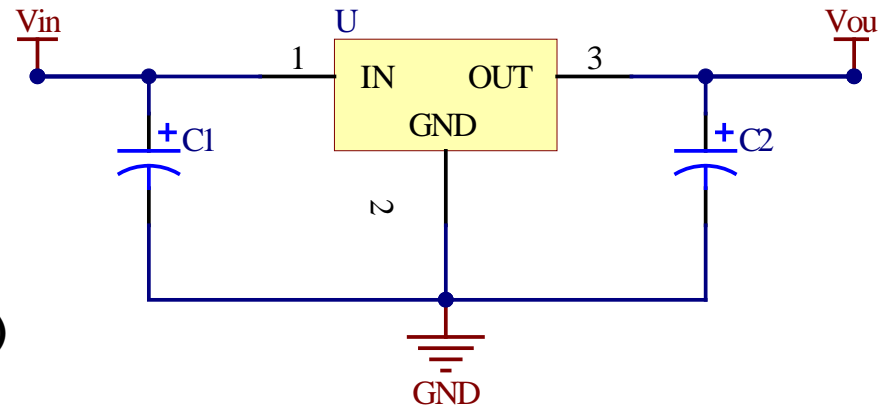 Vin U Vou
1 IN OUT 3
GND
+ C1 + C2
2
GND